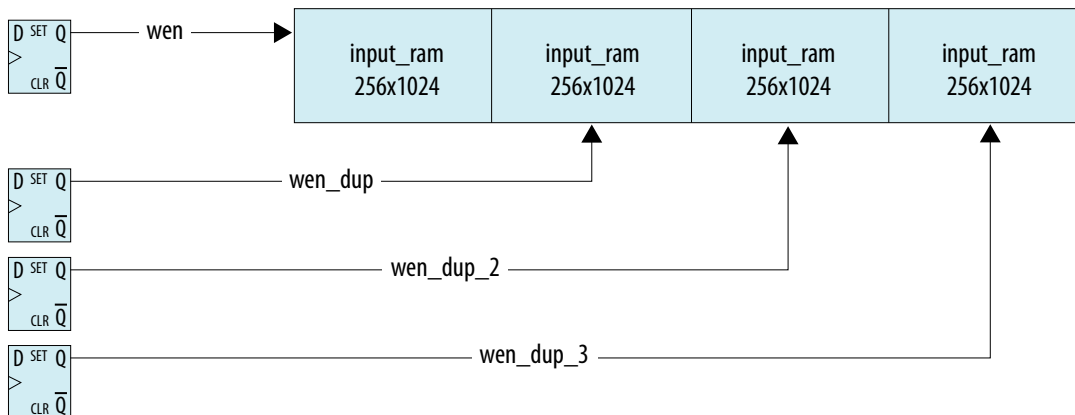 D SET Q
CLR Q̅
wen
input_ram
256x1024
input_ram
256x1024
input_ram
256x1024
input_ram
256x1024
D SET Q
CLR Q̅
wen_dup
D SET Q
CLR Q̅
wen_dup_2
D SET Q
CLR Q̅
wen_dup_3